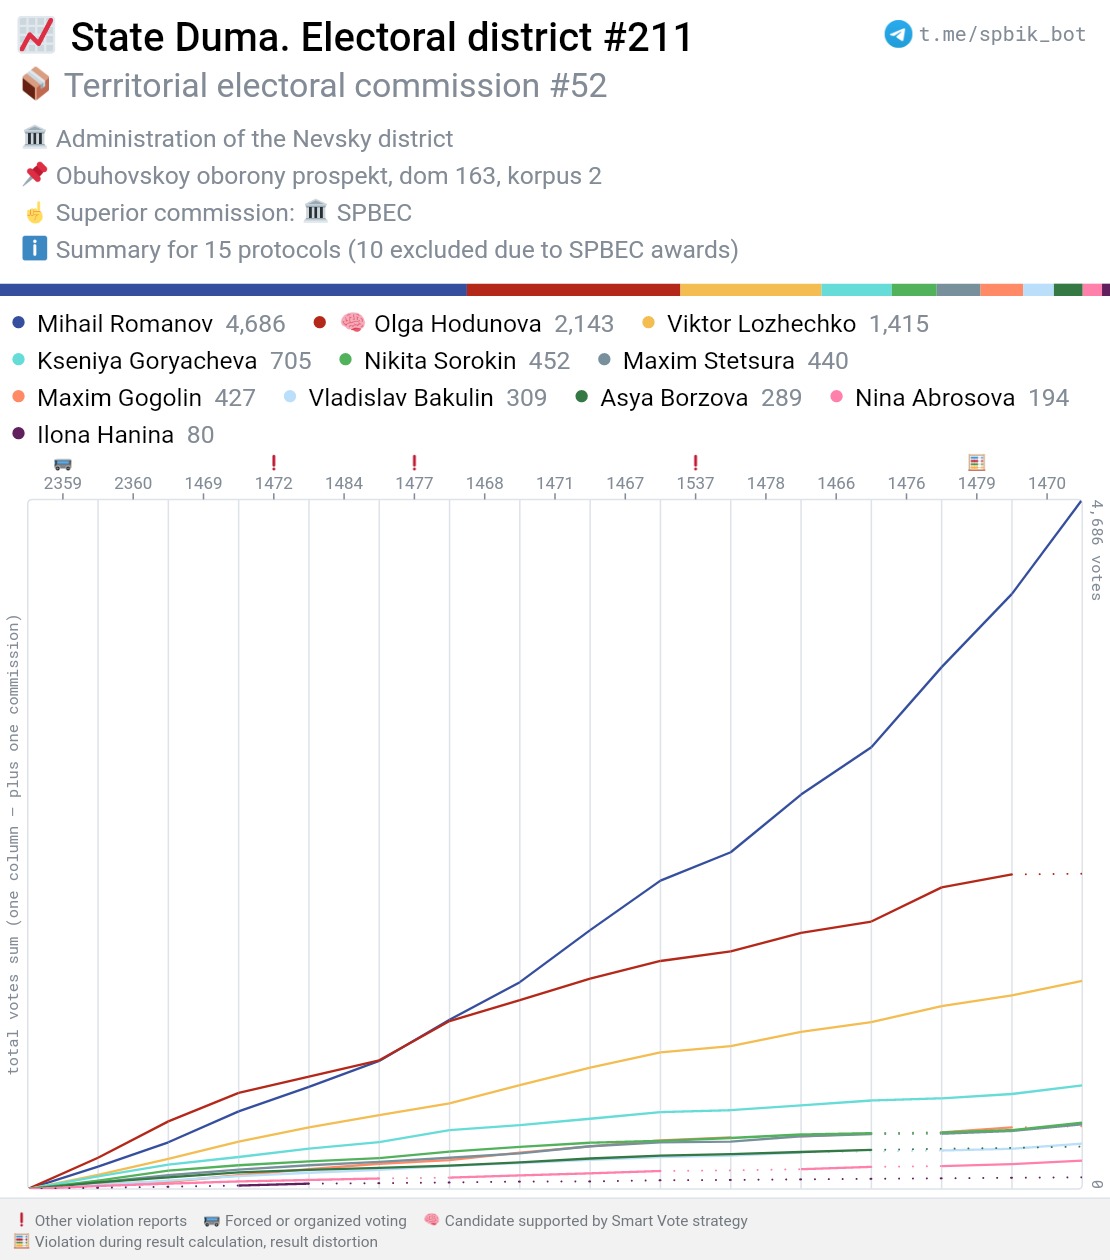 State Duma. Electoral district #211
t.me/spbik_bot
Territorial electoral commission #52
Administration of the Nevsky district
Obuhovskoy oborony prospekt, dom 163, korpus 2
Superior commission: SPBEC
Summary for 15 protocols (10 excluded due to SPBEC awards)
Mihail Romanov 4,686 Olga Hodunova 2,143 Viktor Lozhechko 1,415
Kseniya Goryacheva 705 Nikita Sorokin 452 Maxim Stetsura 440
Maxim Gogolin 427 Vladislav Bakulin 309 Asya Borzova 289 Nina Abrosova 194
Ilona Hanina 80
2359 2360 1469 1472 1484 1477 1468 1471 1467 1537 1478 1466 1476 1479 1470
4,686 votes
total votes sum (one column — plus one commission)
0
Other violation reports Forced or organized voting Candidate supported by Smart Vote strategy
Violation during result calculation, result distortion